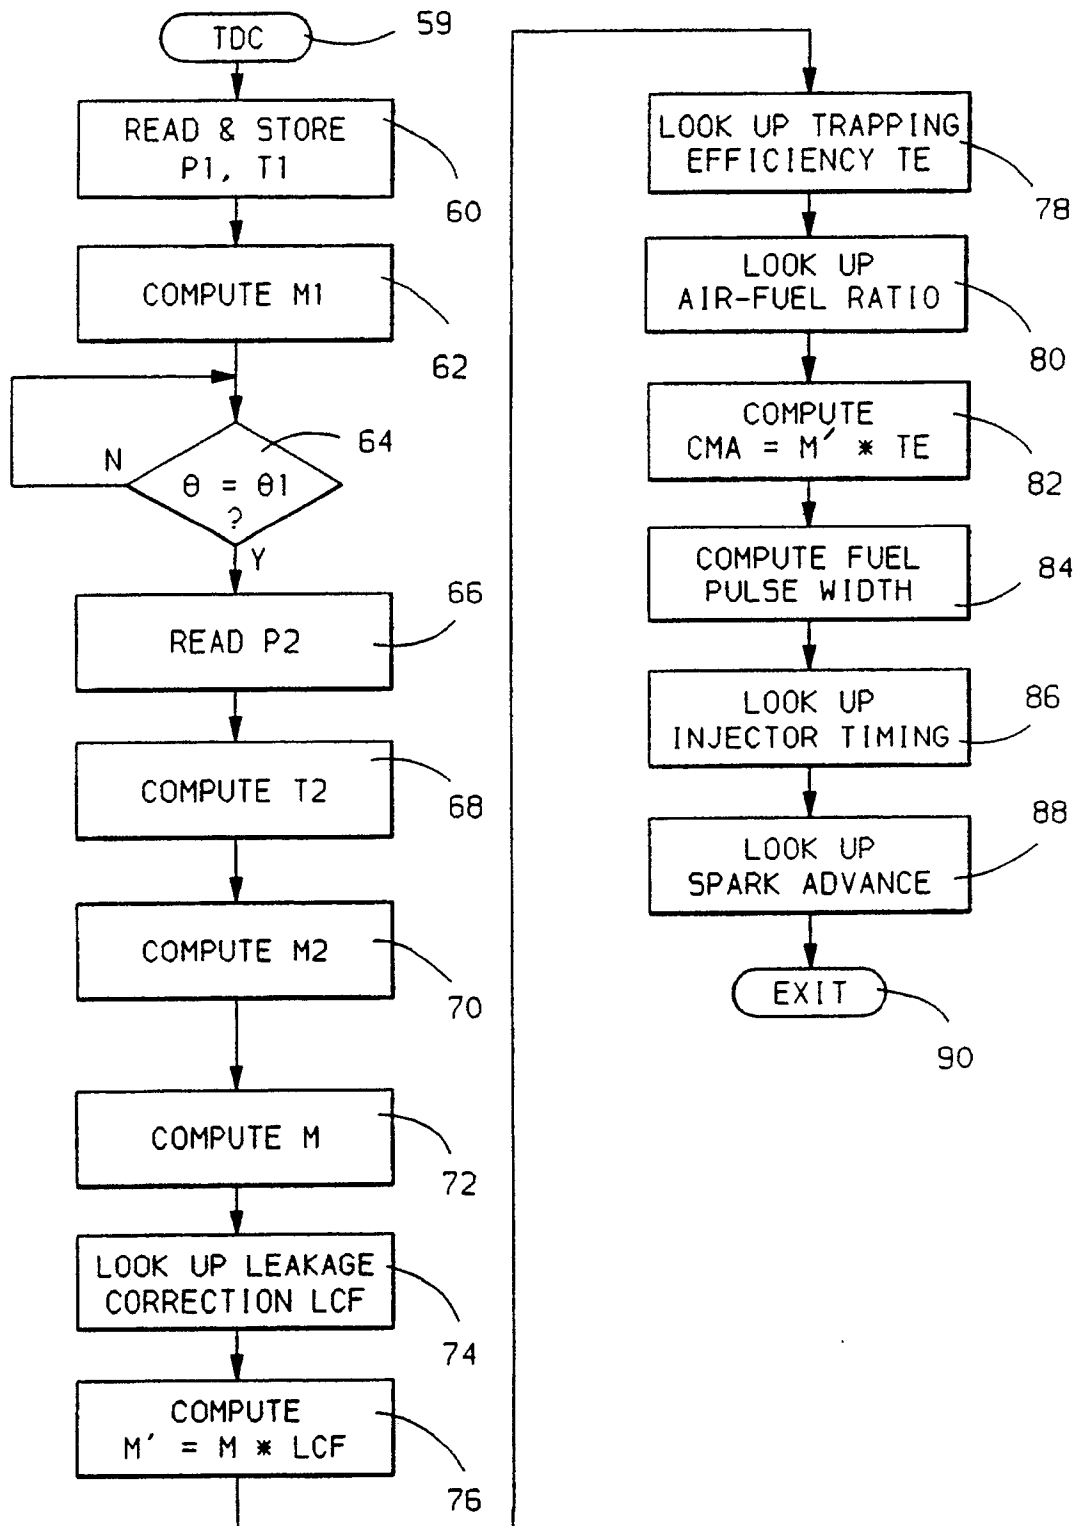 TDC
59
READ & STORE
P1, T1
60
COMPUTE M1
62
64
N
θ = θ1
?
Y
66
READ P2
COMPUTE T2
68
COMPUTE M2
70
COMPUTE M
72
LOOK UP LEAKAGE
CORRECTION LCF
74
COMPUTE
M' = M * LCF
76
LOOK UP TRAPPING
EFFICIENCY TE
78
LOOK UP
AIR-FUEL RATIO
80
COMPUTE
CMA = M' * TE
82
COMPUTE FUEL
PULSE WIDTH
84
LOOK UP
INJECTOR TIMING
86
88
LOOK UP
SPARK ADVANCE
EXIT
90